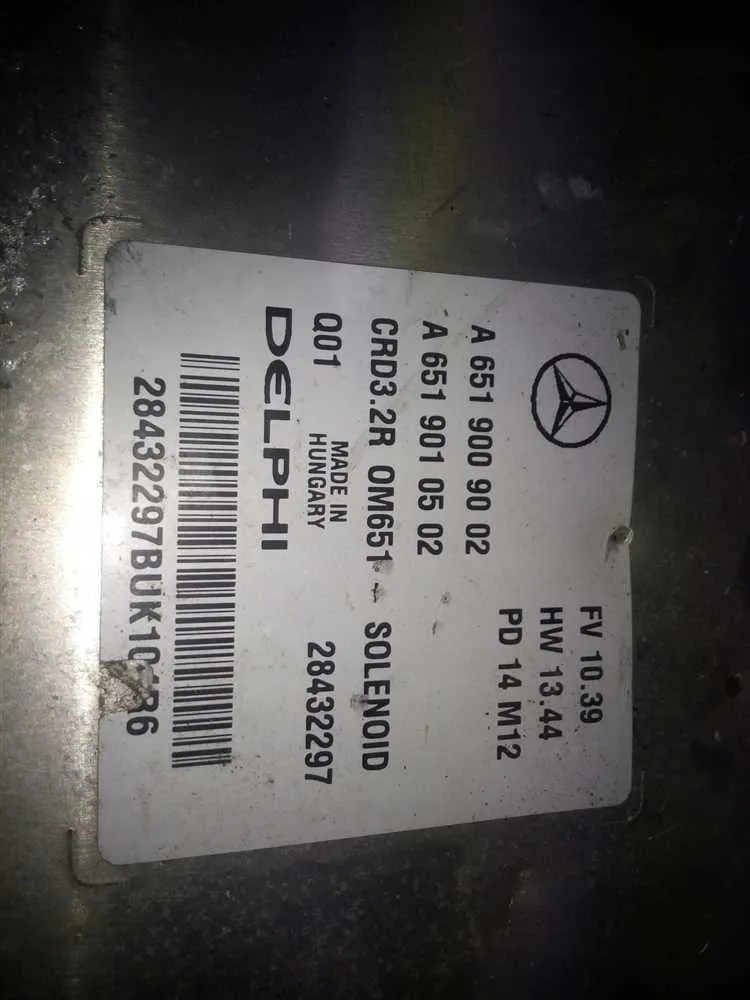 FV 10.39
HW 13.44
PD 14 M12
A 651 900 90 02
A 651 901 05 02
CRD3.2R OM651 - SOLENOID
Q01
MADE IN
HUNGARY
28432297
DELPHI